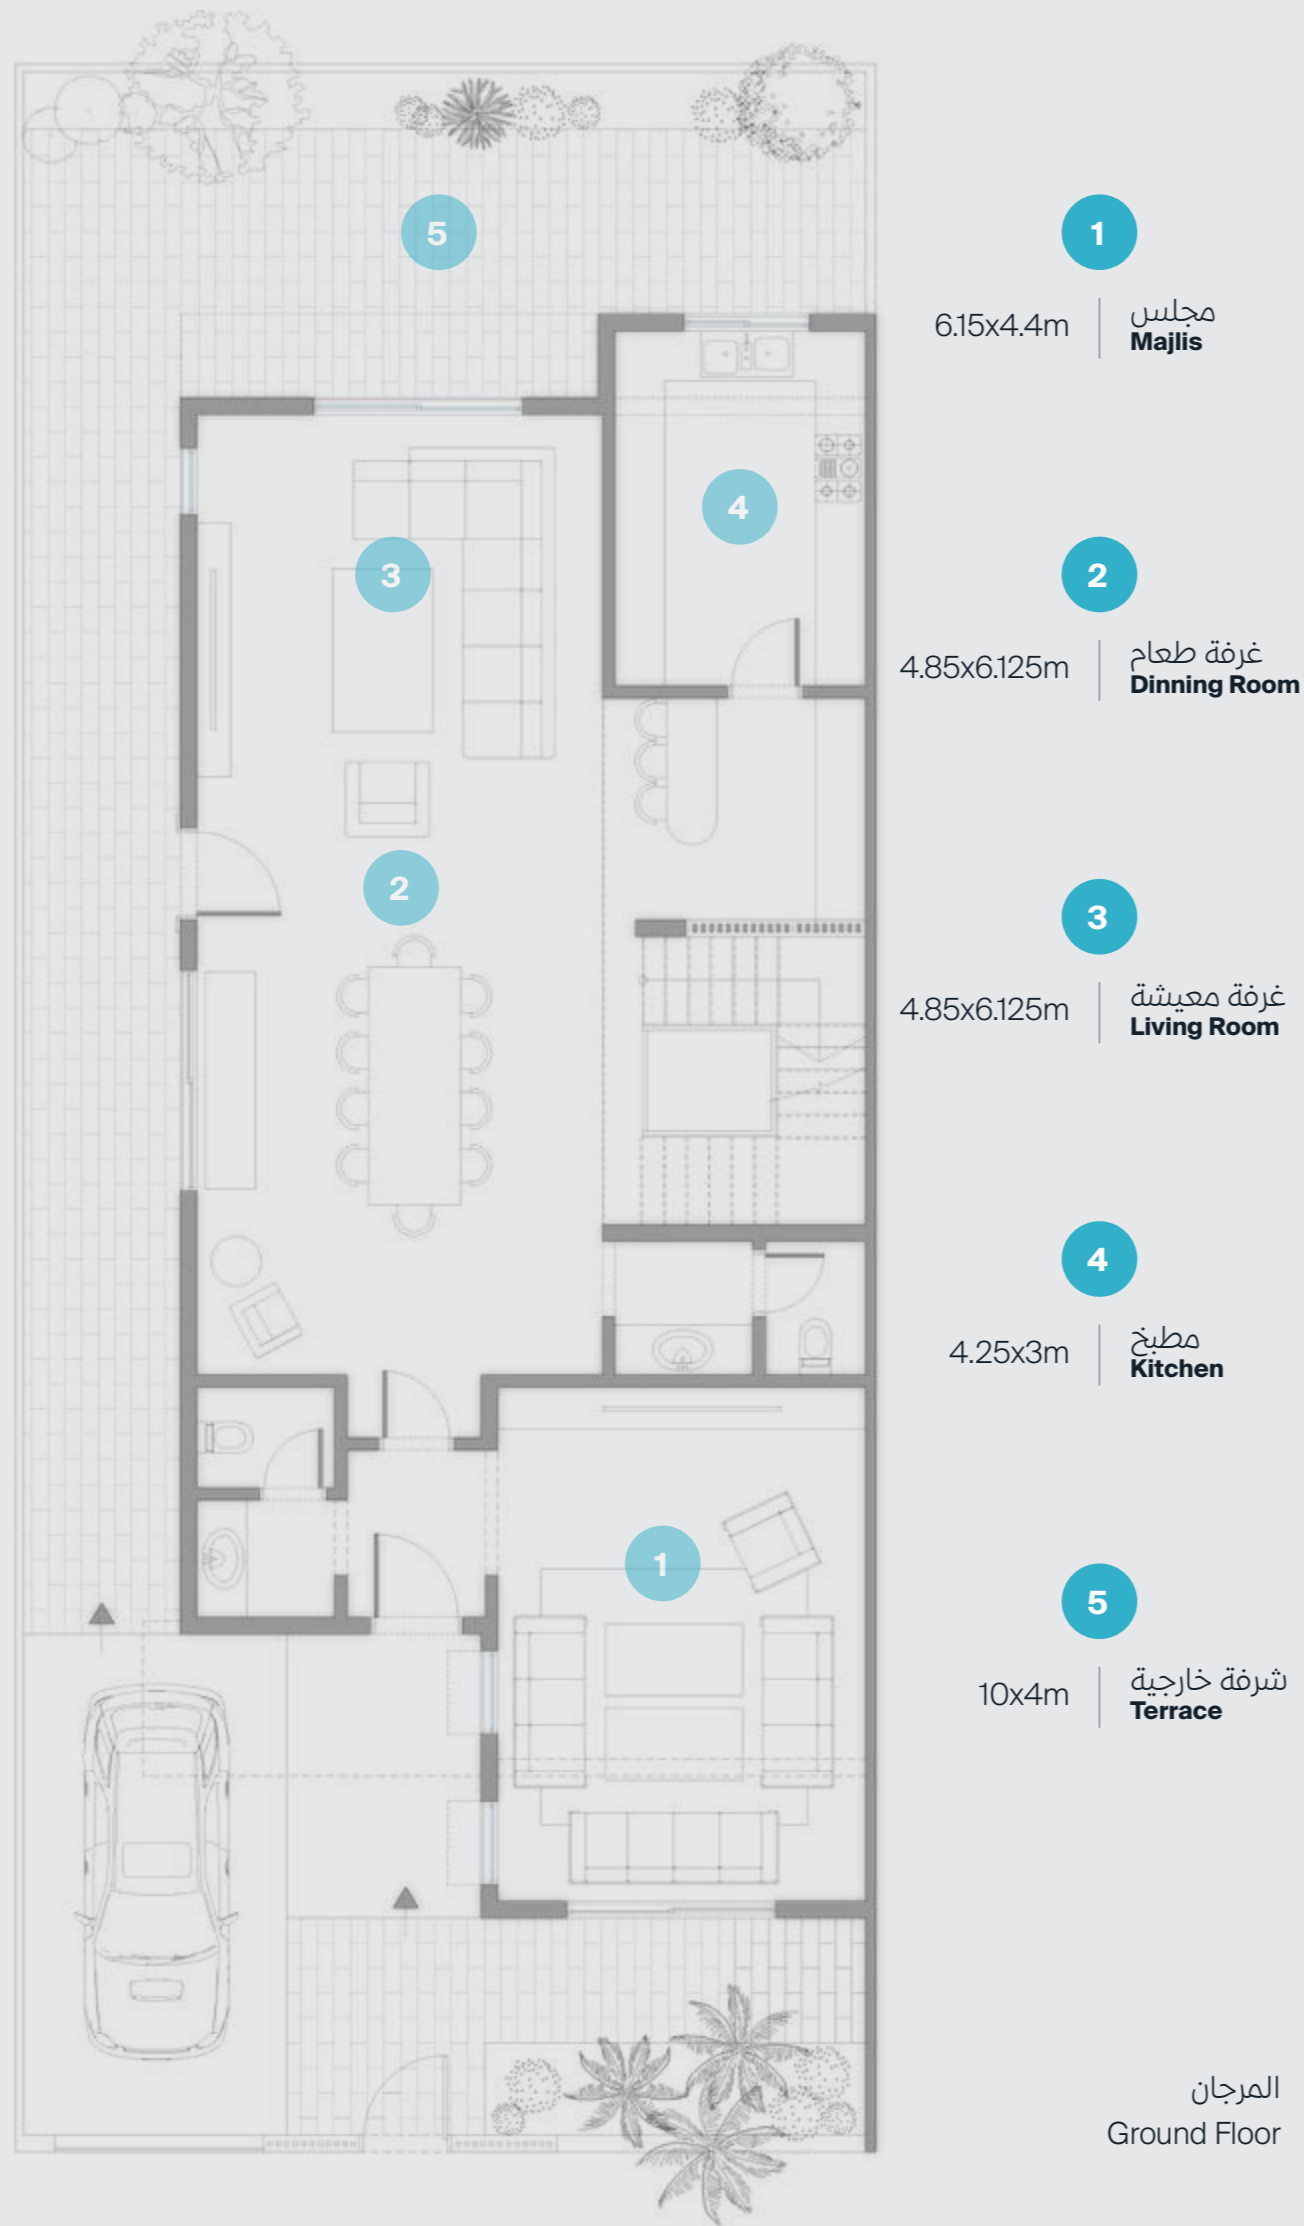 5
4
3
2
1
1
6.15x4.4m
مجلس
Majlis
2
4.85x6.125m
غرفة طعام
Dinning Room
3
4.85x6.125m
غرفة معيشة
Living Room
4
4.25x3m
مطبخ
Kitchen
5
10x4m
شرفة خارجية
Terrace
المرجان
Ground Floor